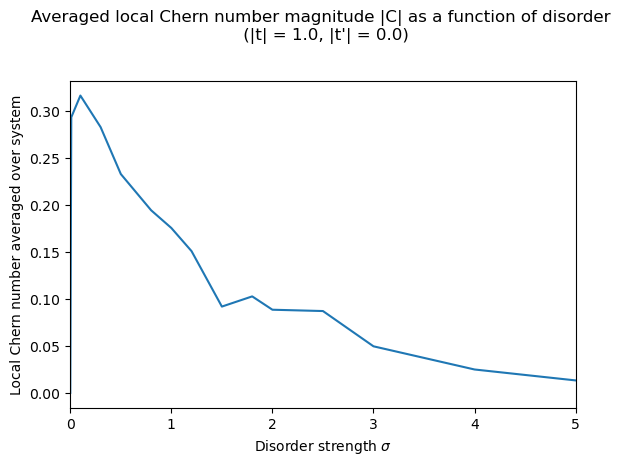 Averaged local Chern number magnitude |C| as a function of disorder
(|t| = 1.0, |t'| = 0.0)
Local Chern number averaged over system
0.30
0.25
0.20
0.15
0.10
0.05
0.00
0 1 2 3 4 5
Disorder strength σ